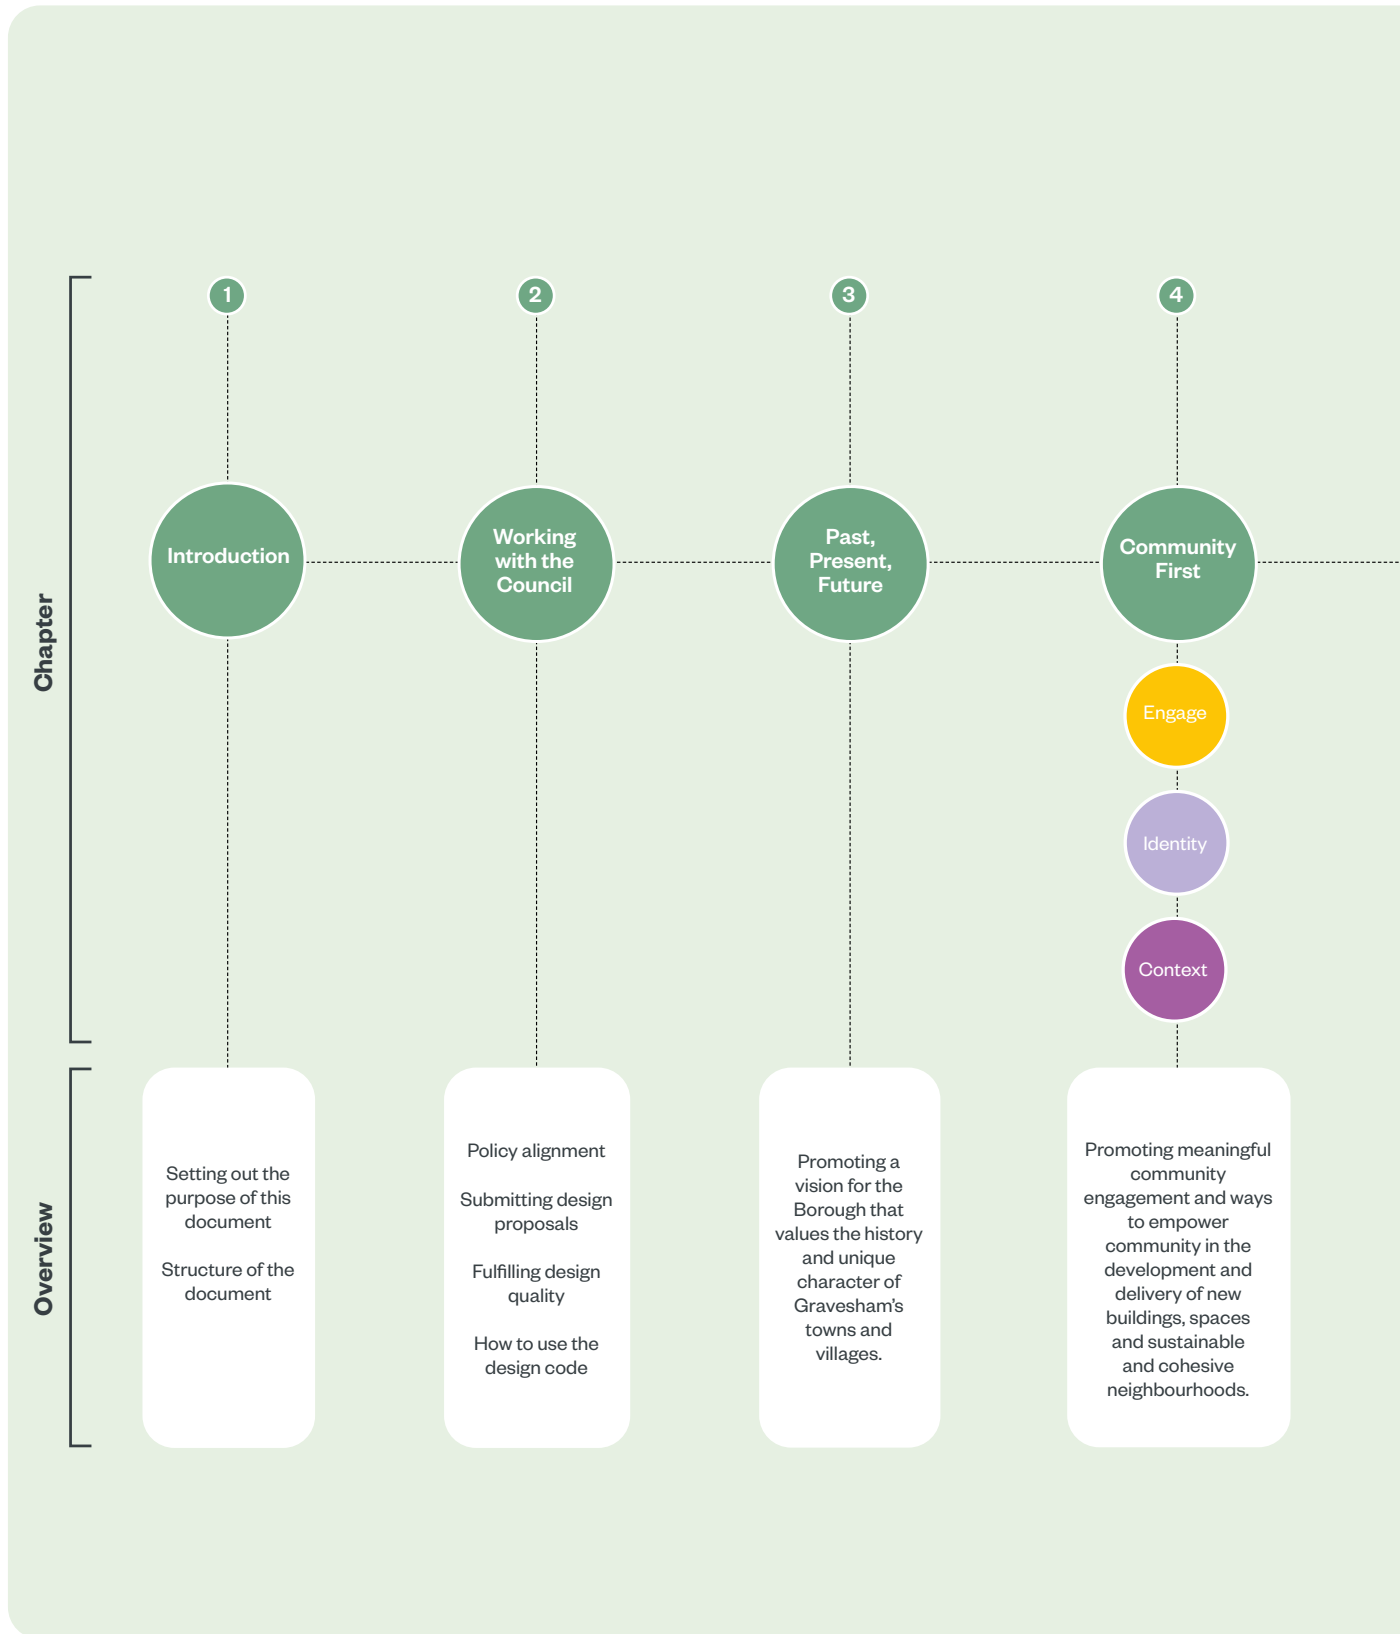 Chapter
1
Introduction
2
Working
with the
Council
3
Past,
Present,
Future
4
Community
First
Engage
Identity
Context
Overview
Setting out the
purpose of this
document
Structure of the
document
Policy alignment
Submitting design
proposals
Fulfilling design
quality
How to use the
design code
Promoting a
vision for the
Borough that
values the history
and unique
character of
Gravesham’s
towns and
villages.
Promoting meaningful
community
engagement and ways
to empower
community in the
development and
delivery of new
buildings, spaces
and sustainable
and cohesive
neighbourhoods.